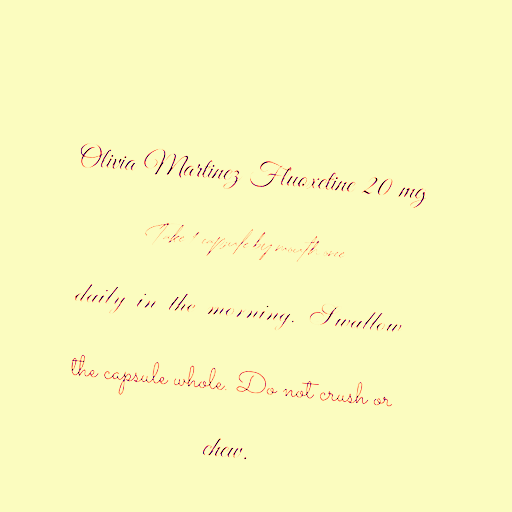 Olivia Martinez Fluoxetine 20 mg
Take 1 capsule by mouth once
daily in the morning. Swallow
the capsule whole. Do not crush or
chew.